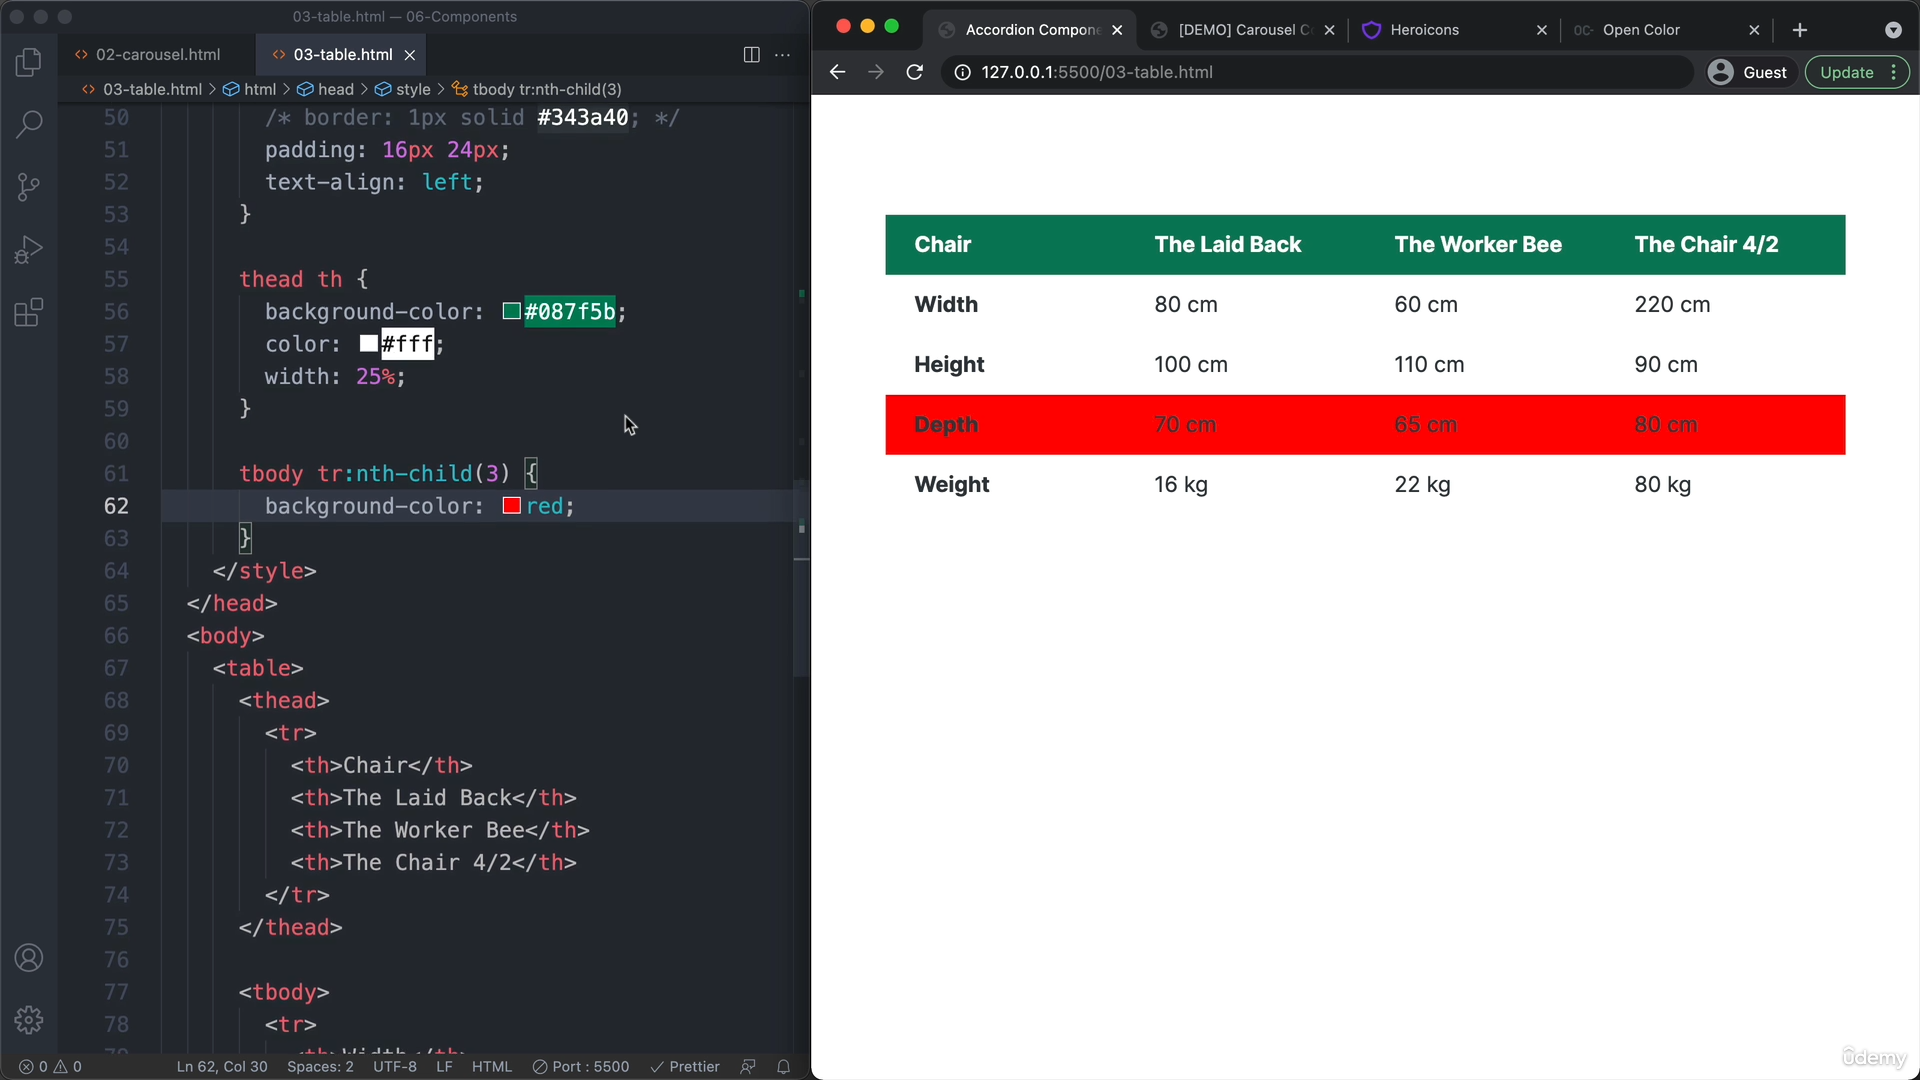 03-table.html — 06-Components
02-carousel.html
03-table.html
03-table.html > html > head > style > tbody tr:nth-child(3)
50 /* border: 1px solid #343a40; */
51 padding: 16px 24px;
52 text-align: left;
53 }
54
55 thead th {
56 background-color: #087f5b;
57 color: #fff;
58 width: 25%;
59 }
60
61 tbody tr:nth-child(3) {
62 background-color: red;
63 }
64 </style>
65 </head>
66 <body>
67 <table>
68 <thead>
69 <tr>
70 <th>Chair</th>
71 <th>The Laid Back</th>
72 <th>The Worker Bee</th>
73 <th>The Chair 4/2</th>
74 </tr>
75 </thead>
76
77 <tbody>
78 <tr>
79 <th>Width</th>
0 0 Ln 62, Col 30 Spaces: 2 UTF-8 LF HTML Port : 5500 Prettier
Accordion Compone
[DEMO] Carousel C
Heroicons
OC- Open Color
127.0.0.1:5500/03-table.html
Guest
Update
Chair The Laid Back The Worker Bee The Chair 4/2
Width 80 cm 60 cm 220 cm
Height 100 cm 110 cm 90 cm
Depth 70 cm 65 cm 80 cm
Weight 16 kg 22 kg 80 kg
ûdemy